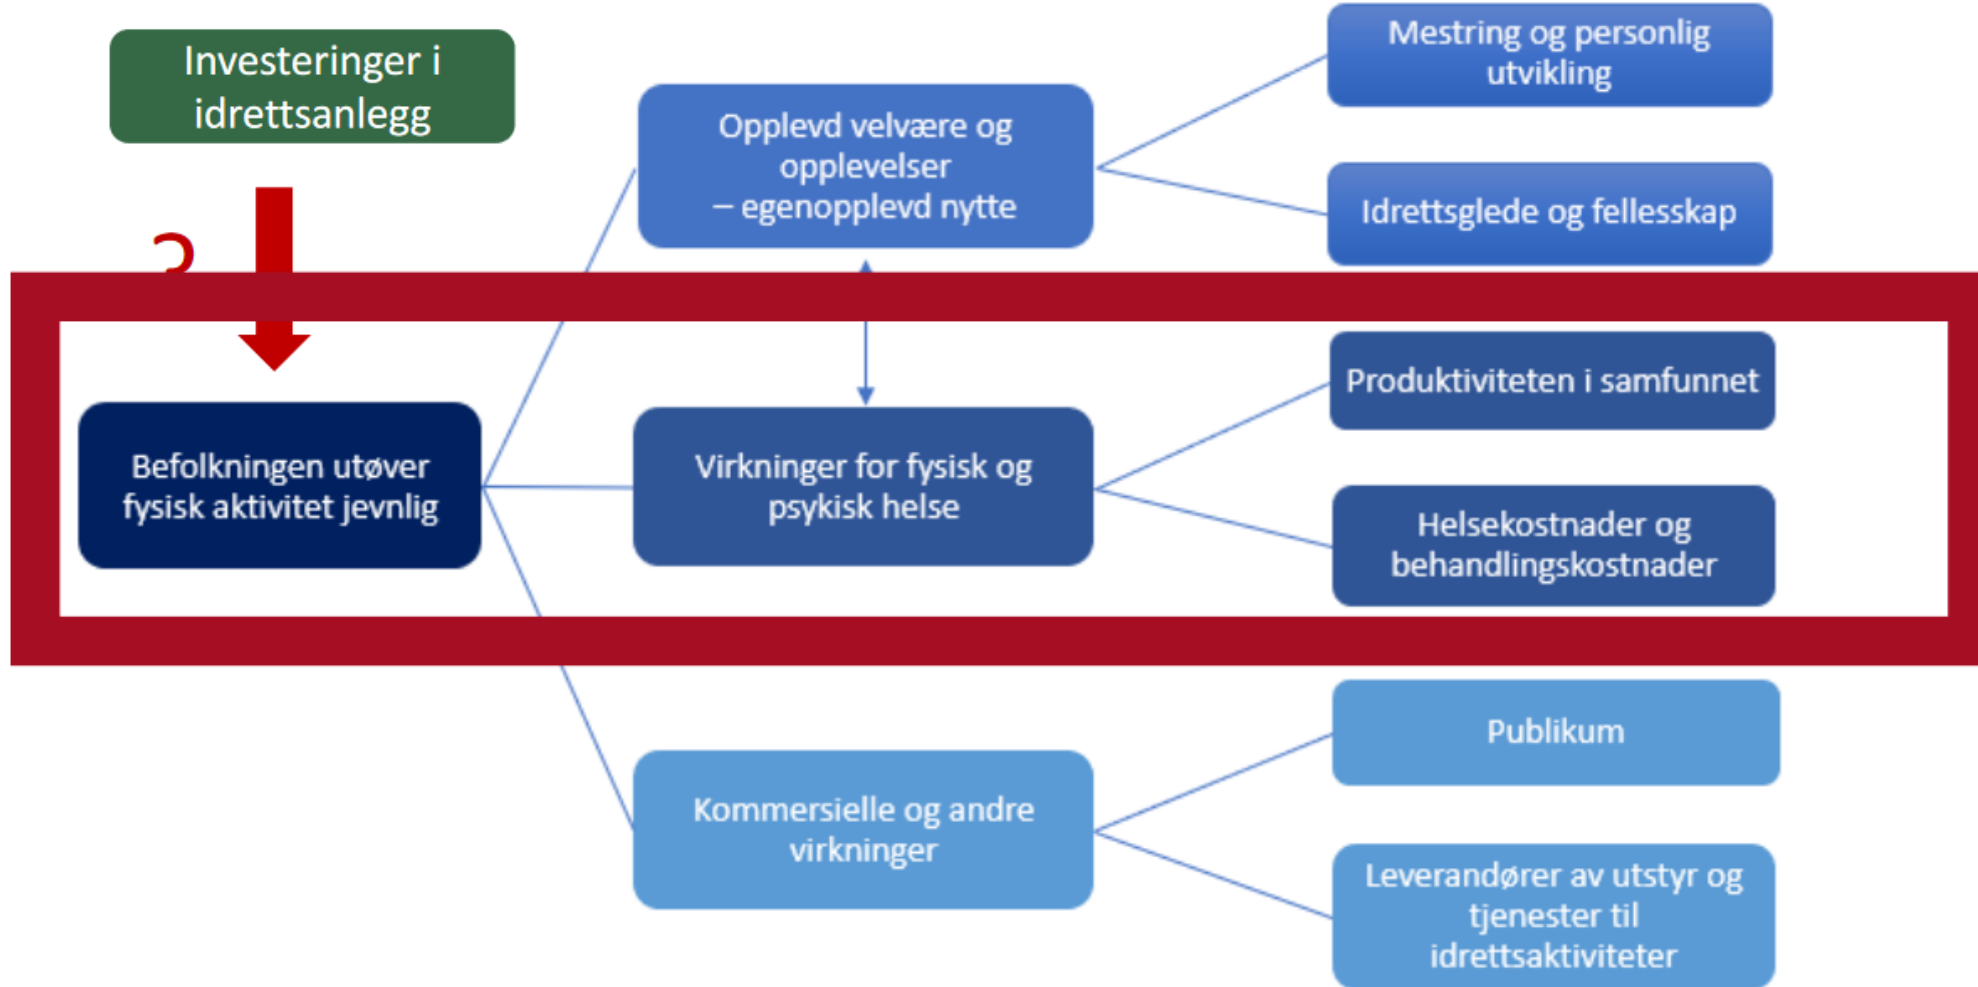 Investeringer i
idrettsanlegg
?
Befolkningen utøver
fysisk aktivitet jevnlig
Opplevd velvære og
opplevelser
– egenopplevd nytte
Mestring og personlig
utvikling
Idrettsglede og fellesskap
Virkninger for fysisk og
psykisk helse
Produktiviteten i samfunnet
Helsekostnader og
behandlingskostnader
Kommersielle og andre
virkninger
Publikum
Leverandører av utstyr og
tjenester til
idrettsaktiviteter